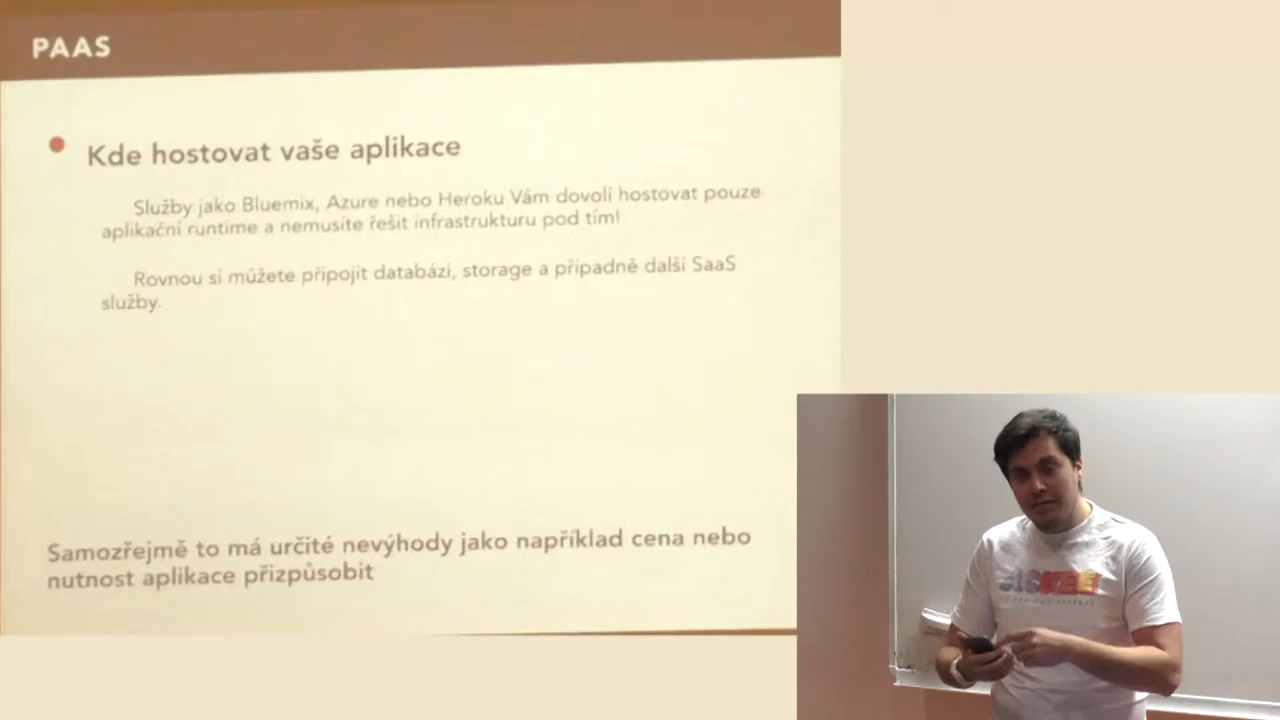 PAAS
Kde hostovat vaše aplikace
Služby jako Bluemix, Azure nebo Heroku Vám dovolí hostovat pouze
aplikační runtime a nemusíte řešit infrastrukturu pod tím!
Rovnou si můžete připojit databázi, storage a případně další SaaS
služby.
Samozřejmě to má určité nevýhody jako například cena nebo
nutnost aplikace přizpůsobit